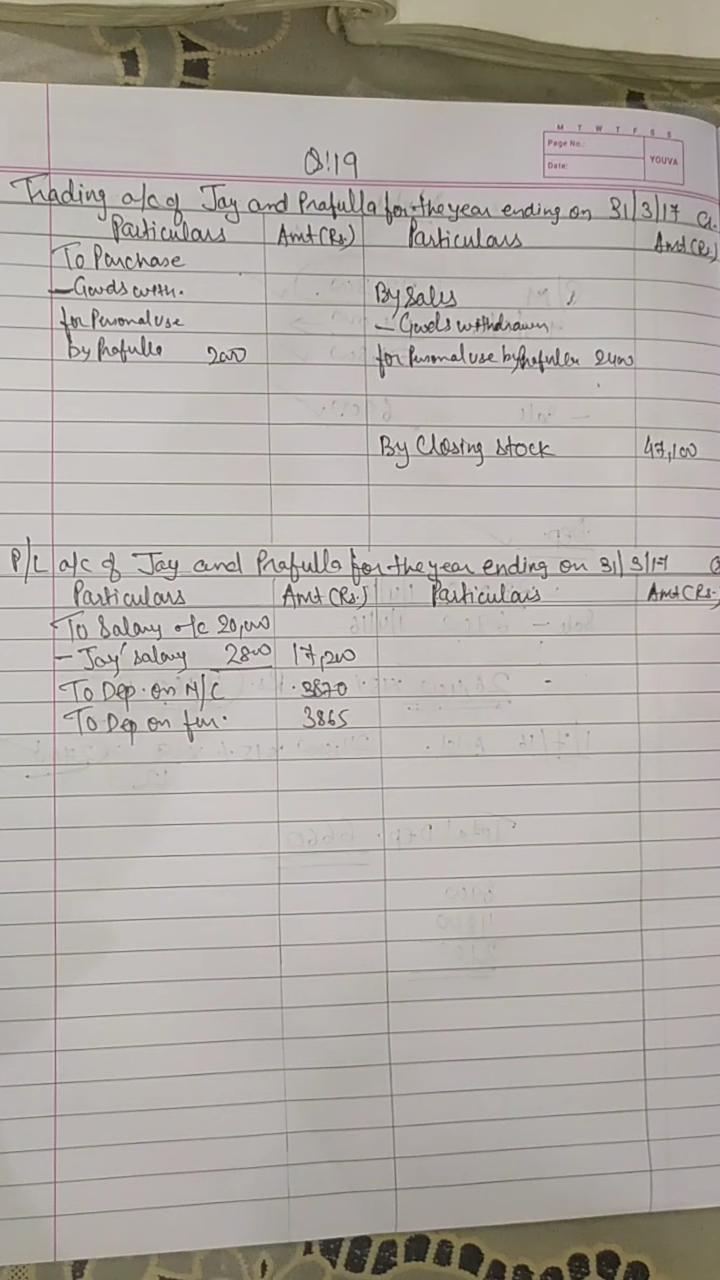 M T W T F S S
Page No.:
YOUVA
Date:
Q:19
Trading a/c of Jay and Prafulla for the year ending on 31/3/17 Cr.
Particulars Amt(Rs.) Particulars Amt(Rs.)
To Purchase
- Goods with. By Sales
for Personal Use - Goods withdrawn
by Prafulla 2000 for Personal use by Prafulla 2400
By Closing stock 47,100
P/L a/c of Jay and Prafulla for the year ending on 31/3/17
Particulars Amt(Rs.) Particulars Amt(Rs.)
To Salary a/c 20,000
- Jay' salary 2800 17,200
To Dep. on M/C 3870
To Dep on fur. 3865